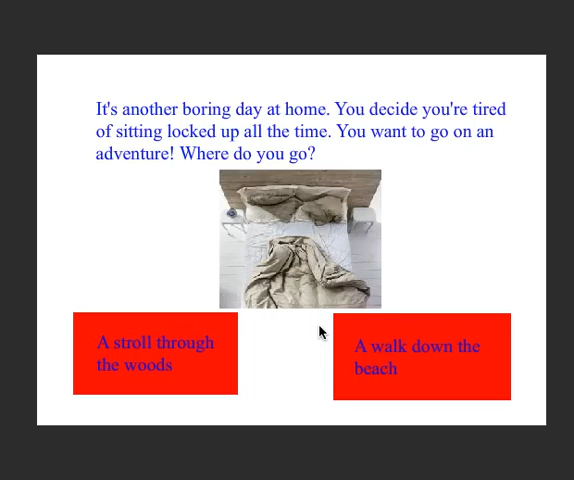 It's another boring day at home. You decide you're tired
of sitting locked up all the time. You want to go on an
adventure! Where do you go?
A stroll through
the woods
A walk down the
beach